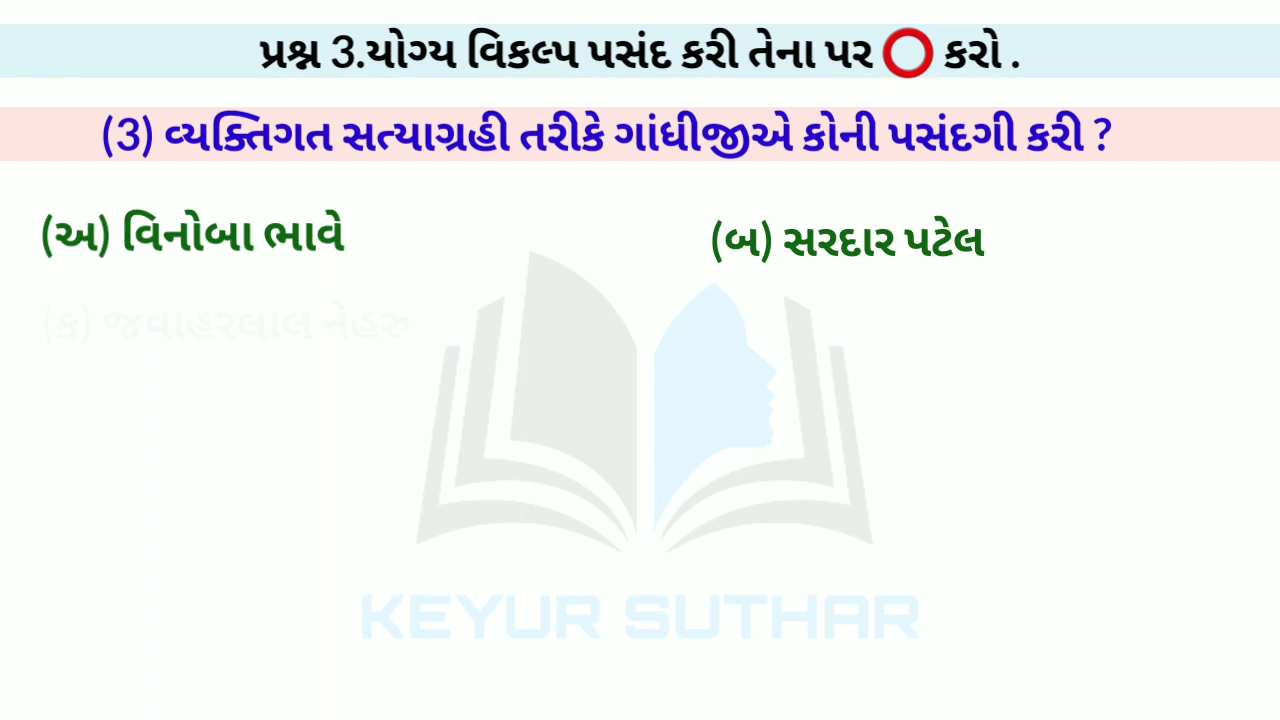 પ્રશ્ન 3.યોગ્ય વિકલ્પ પસંદ કરી તેના પર ⭕ કરો .
(3) વ્યક્તિગત સત્યાગ્રહી તરીકે ગાંધીજીએ કોની પસંદગી કરી ?
(અ) વિનોબા ભાવે
(બ) સરદાર પટેલ
(ક) જવાહરલાલ નેહરુ
KEYUR SUTHAR